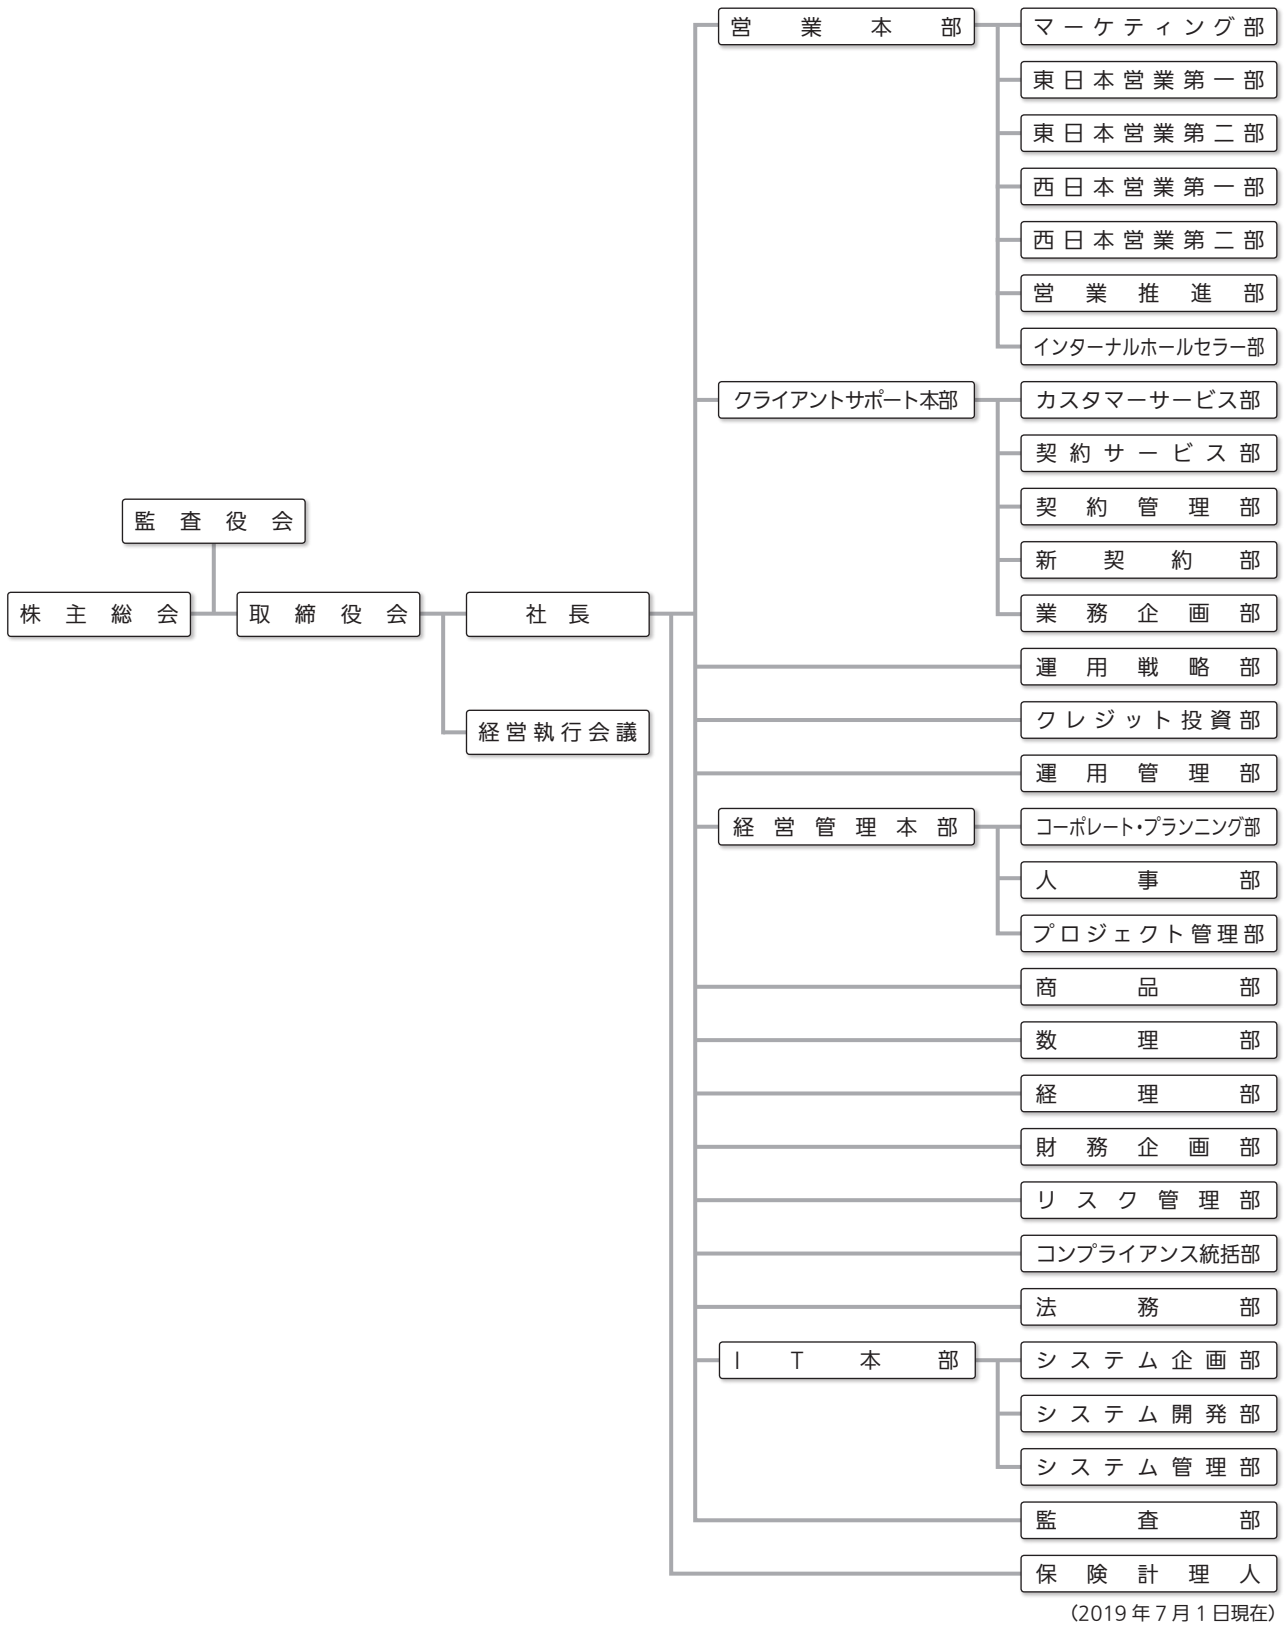 監査役会
株主総会
取締役会
社長
経営執行会議
営業本部
マーケティング部
東日本営業第一部
東日本営業第二部
西日本営業第一部
西日本営業第二部
営業推進部
インターナルホールセラー部
クライアントサポート本部
カスタマーサービス部
契約サービス部
契約管理部
新契約部
業務企画部
運用戦略部
クレジット投資部
運用管理部
経営管理本部
コーポレート・プランニング部
人事部
プロジェクト管理部
商品部
数理部
経理部
財務企画部
リスク管理部
コンプライアンス統括部
法務部
IT本部
システム企画部
システム開発部
システム管理部
監査部
保険計理人
(2019年7月1日現在)